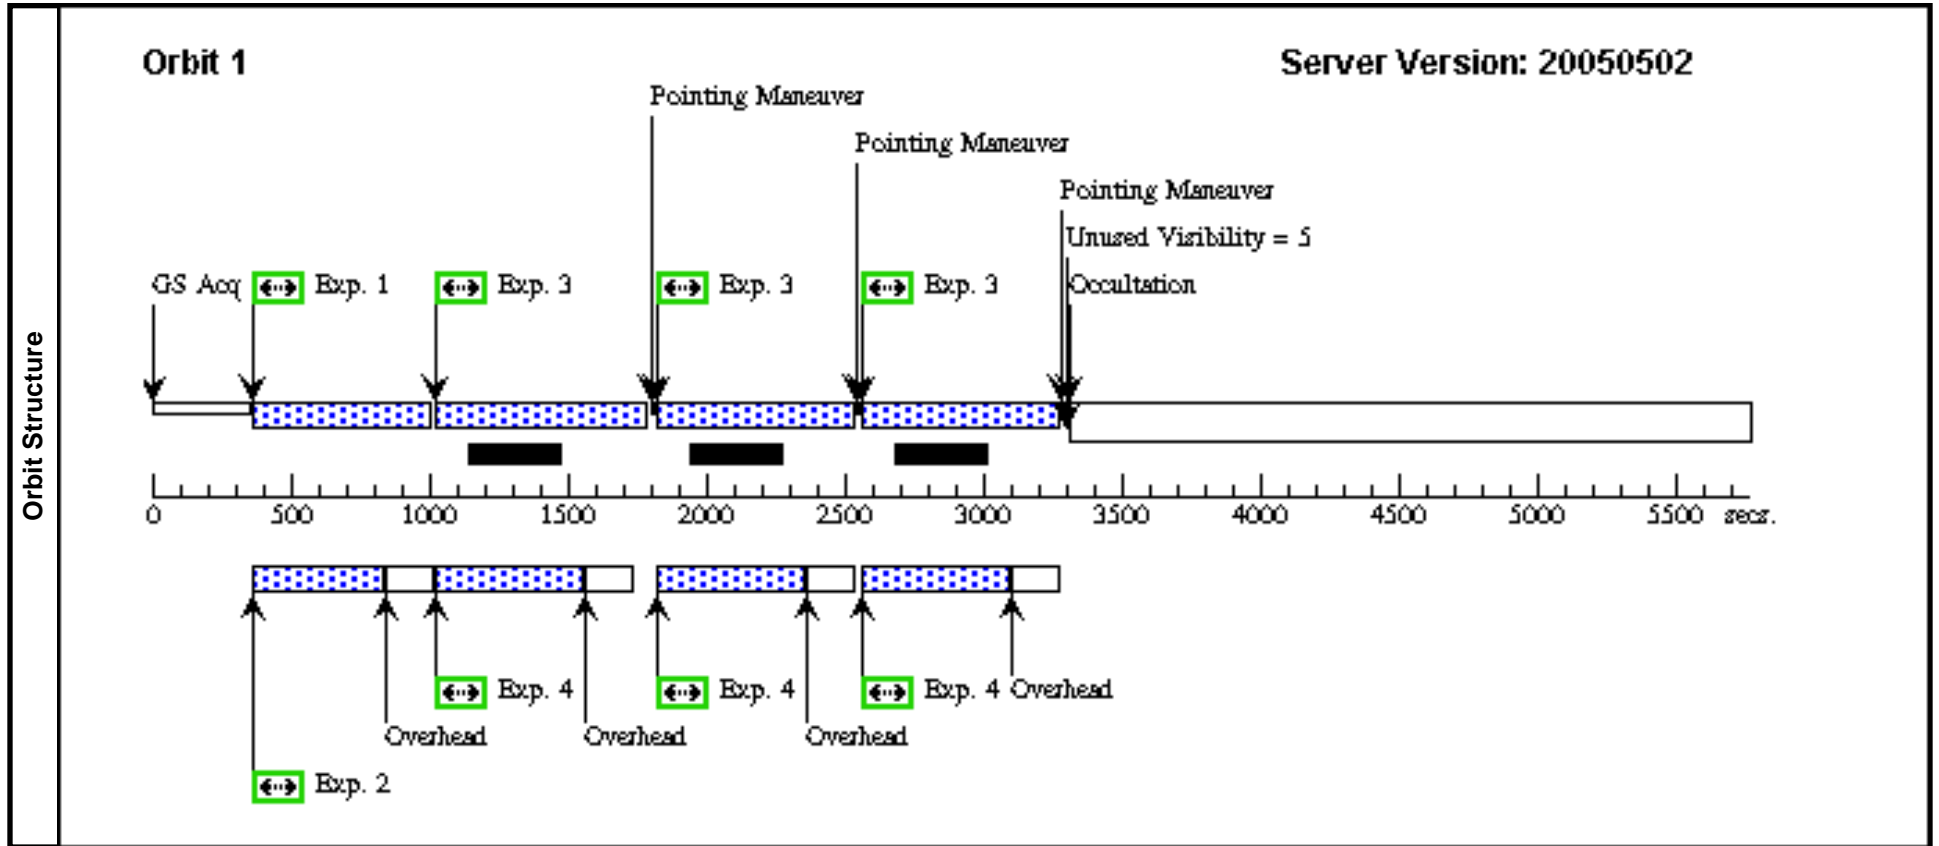 Orbit Structure
Orbit 1
Server Version: 20050502
Pointing Maneuver
Pointing Maneuver
Pointing Maneuver
Unused Visibility = 5
GS Acq
Exp. 1
Exp. 3
Exp. 3
Exp. 3
Occultation
0 500 1000 1500 2000 2500 3000 3500 4000 4500 5000 5500 secs.
Exp. 4
Exp. 4
Exp. 4
Overhead
Overhead
Overhead
Overhead
Exp. 2